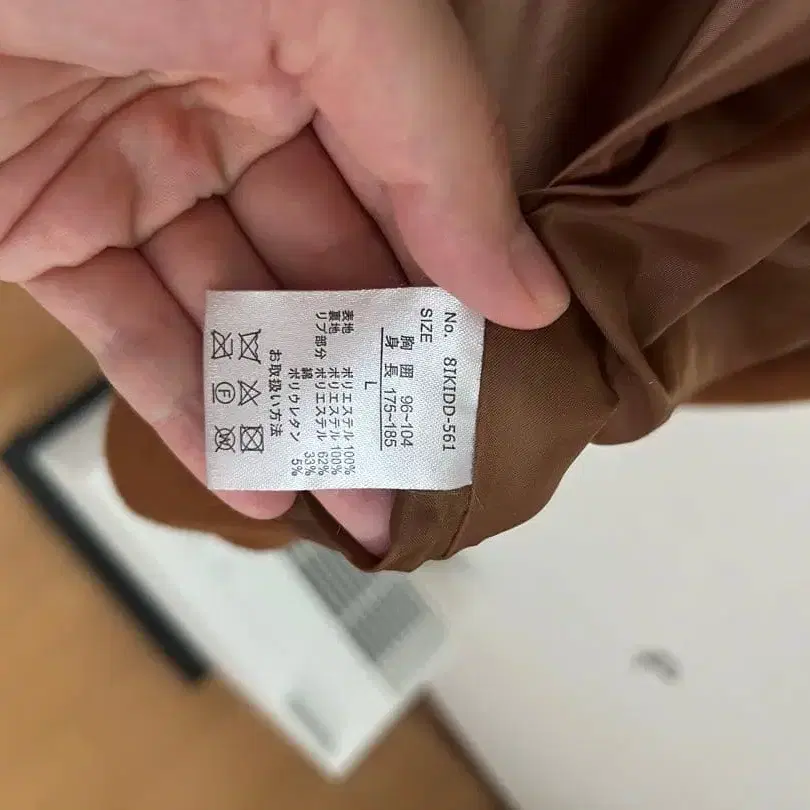 No. 8IKIDD-561
SIZE
胸 囲 96~104
身 長 175~185
L
表地 ポリエステル 100%
裏地 ポリエステル 100%
リブ部分 ポリエステル 62%
綿 33%
ポリウレタン 5%
お取扱い方法